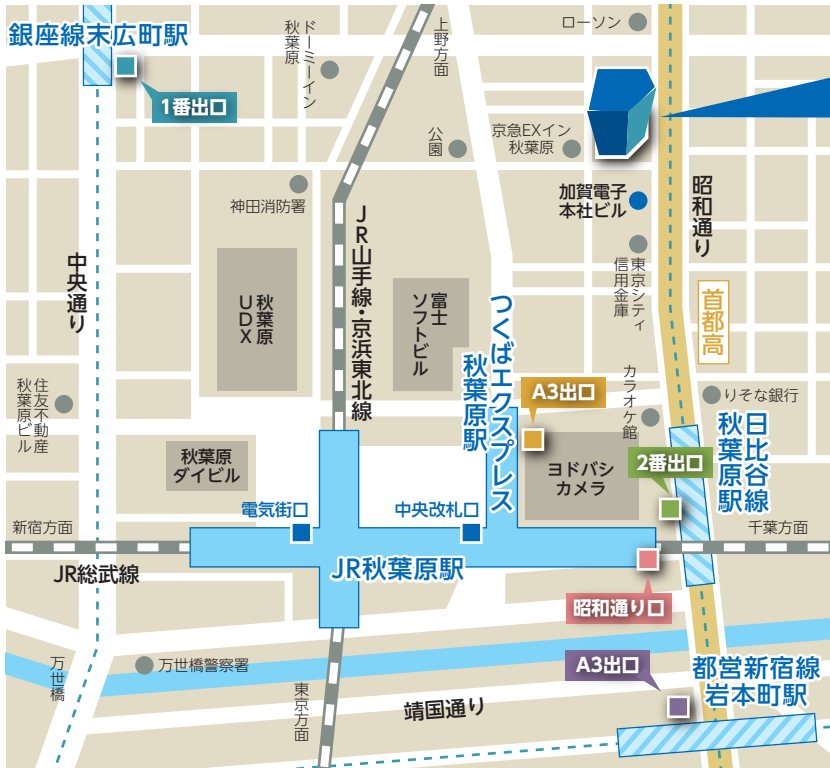 銀座線末広町駅
1番出口
ドーミーイン
秋葉原
上野方面
ローソン
公園
京急EXイン
秋葉原
神田消防署
加賀電子
本社ビル
昭和通り
東京シティ
信用金庫
首都高
中央通り
秋葉原
UDX
JR山手線・京浜東北線
富士
ソフトビル
つくばエクスプレス
秋葉原駅
A3出口
カラオケ館
りそな銀行
住友不動産
秋葉原ビル
秋葉原
ダイビル
ヨドバシ
カメラ
2番出口
日比谷線
秋葉原駅
電気街口
中央改札口
新宿方面
千葉方面
JR総武線
JR秋葉原駅
昭和通り口
万世橋
万世橋警察署
東京方面
靖国通り
A3出口
都営新宿線
岩本町駅